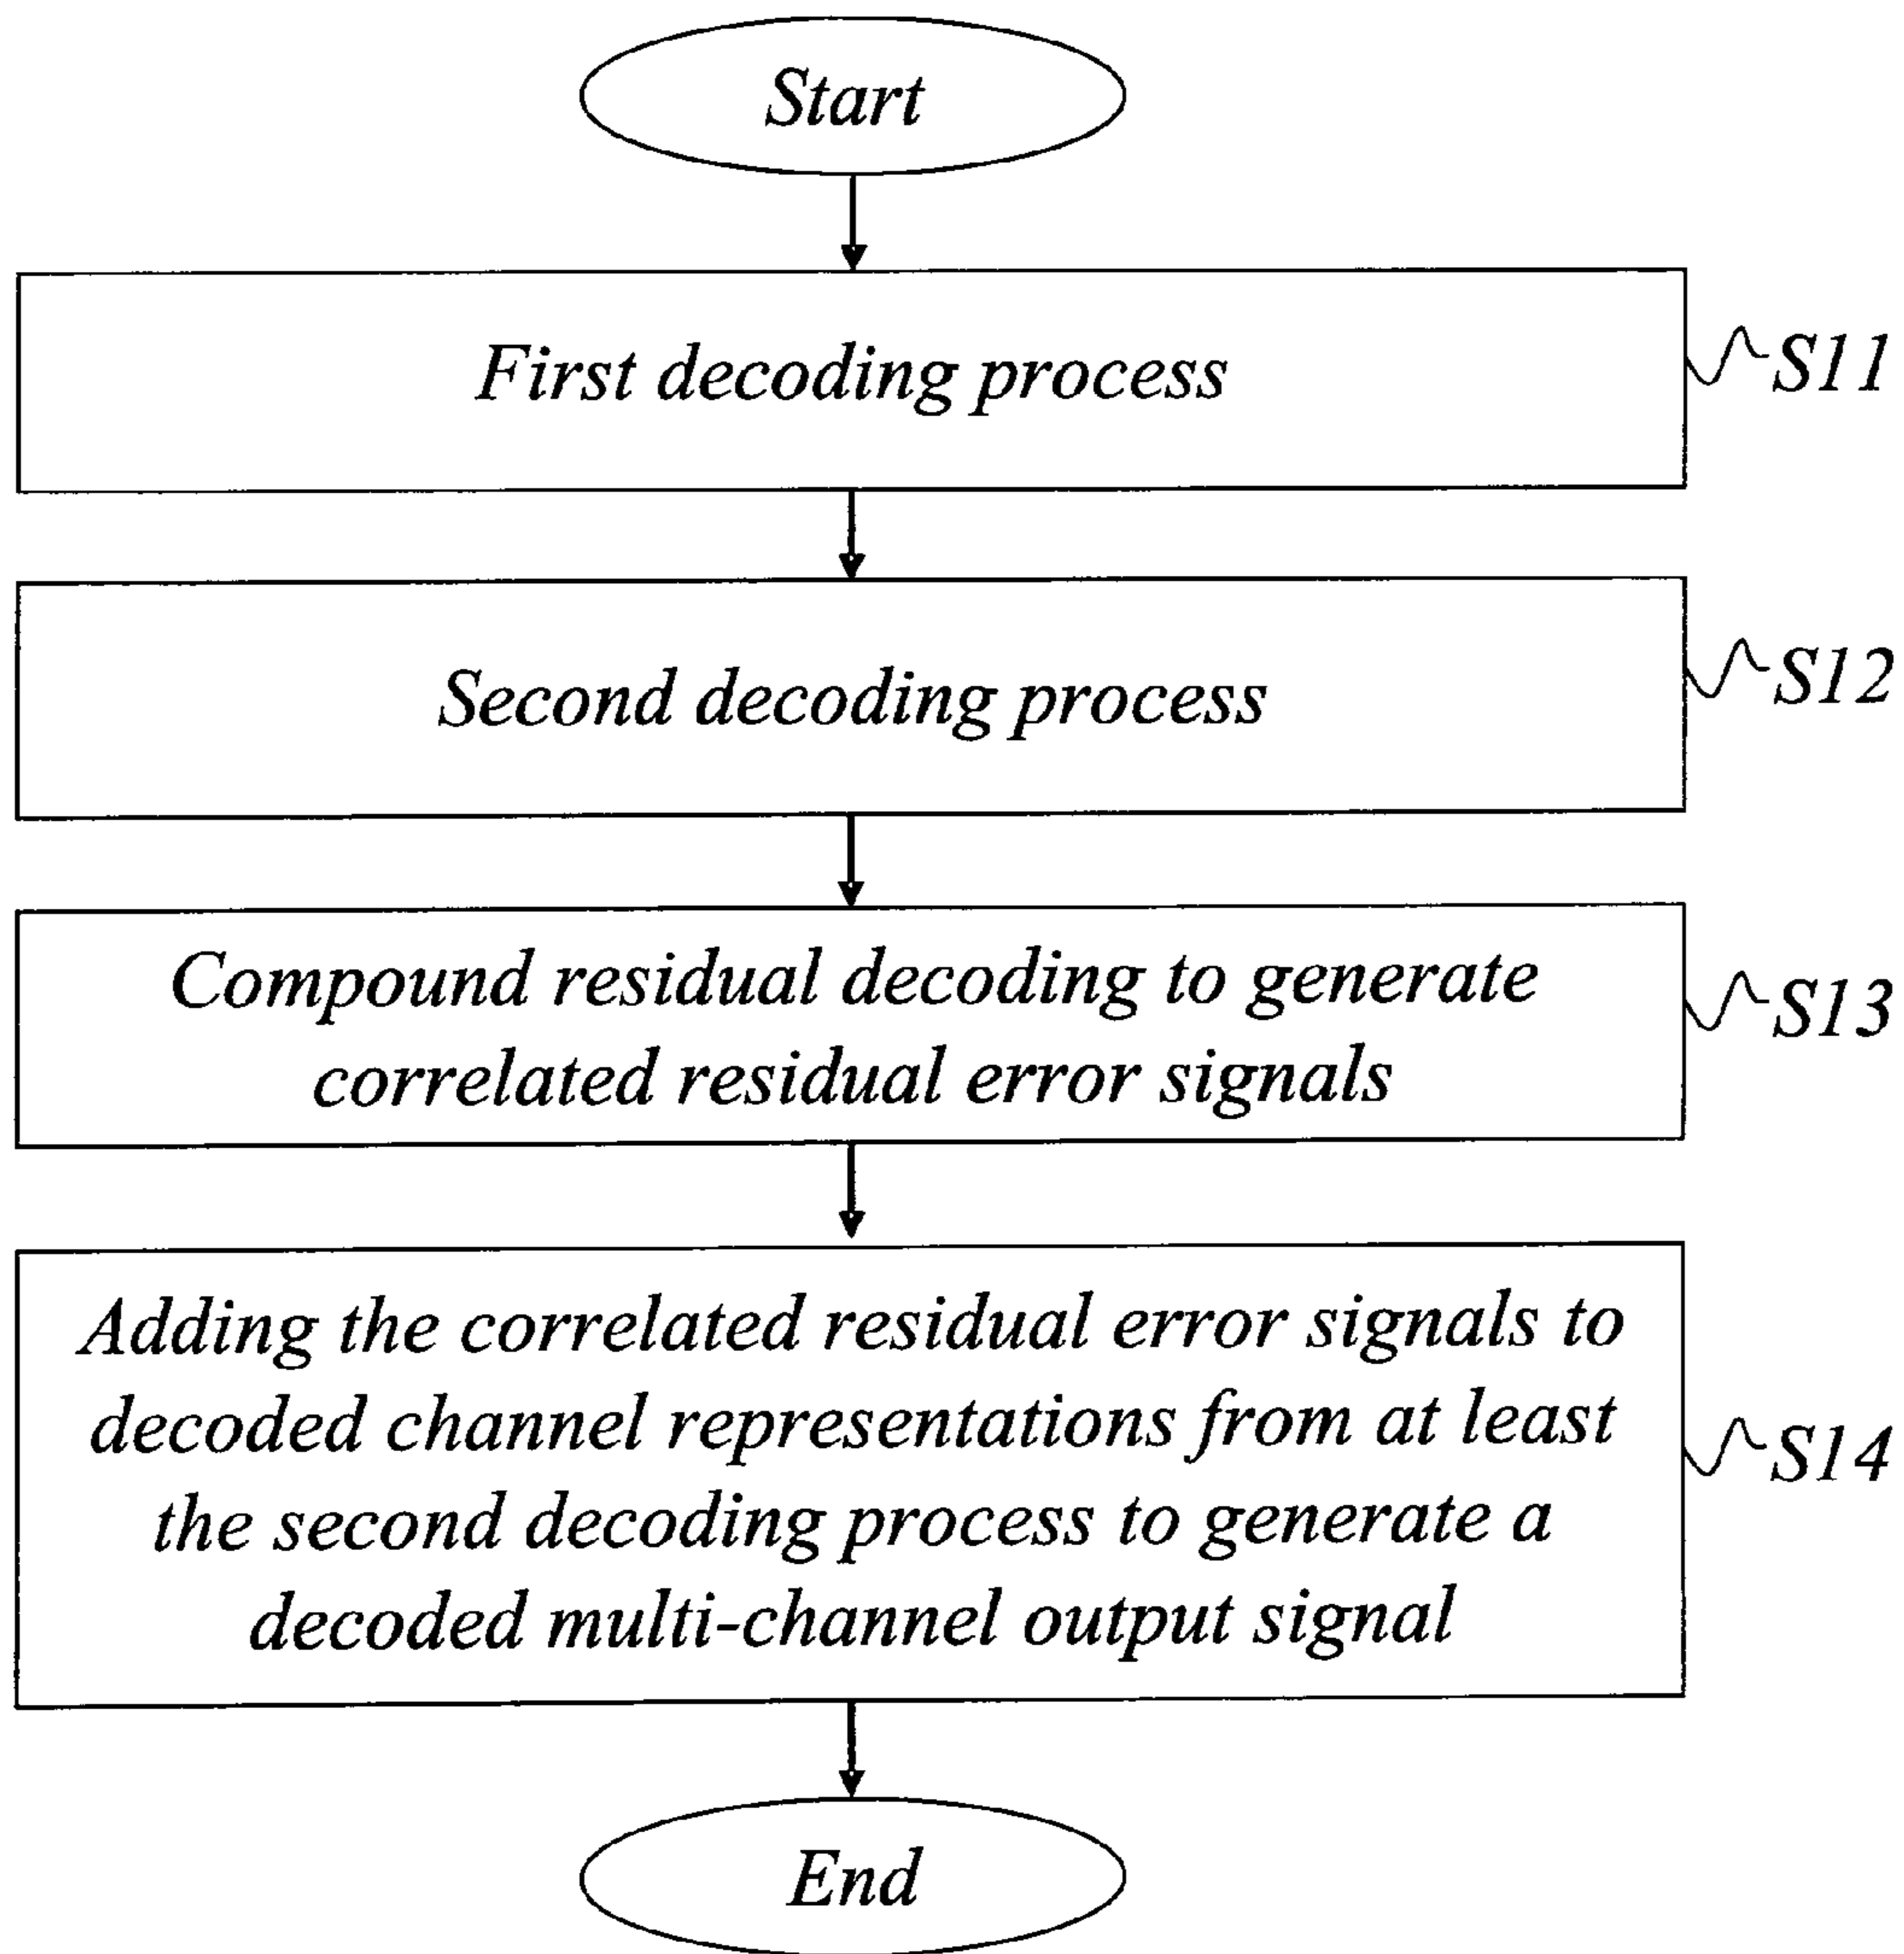 Start
First decoding process
S11
Second decoding process
S12
Compound residual decoding to generate
correlated residual error signals
S13
Adding the correlated residual error signals to
decoded channel representations from at least
the second decoding process to generate a
decoded multi-channel output signal
S14
End